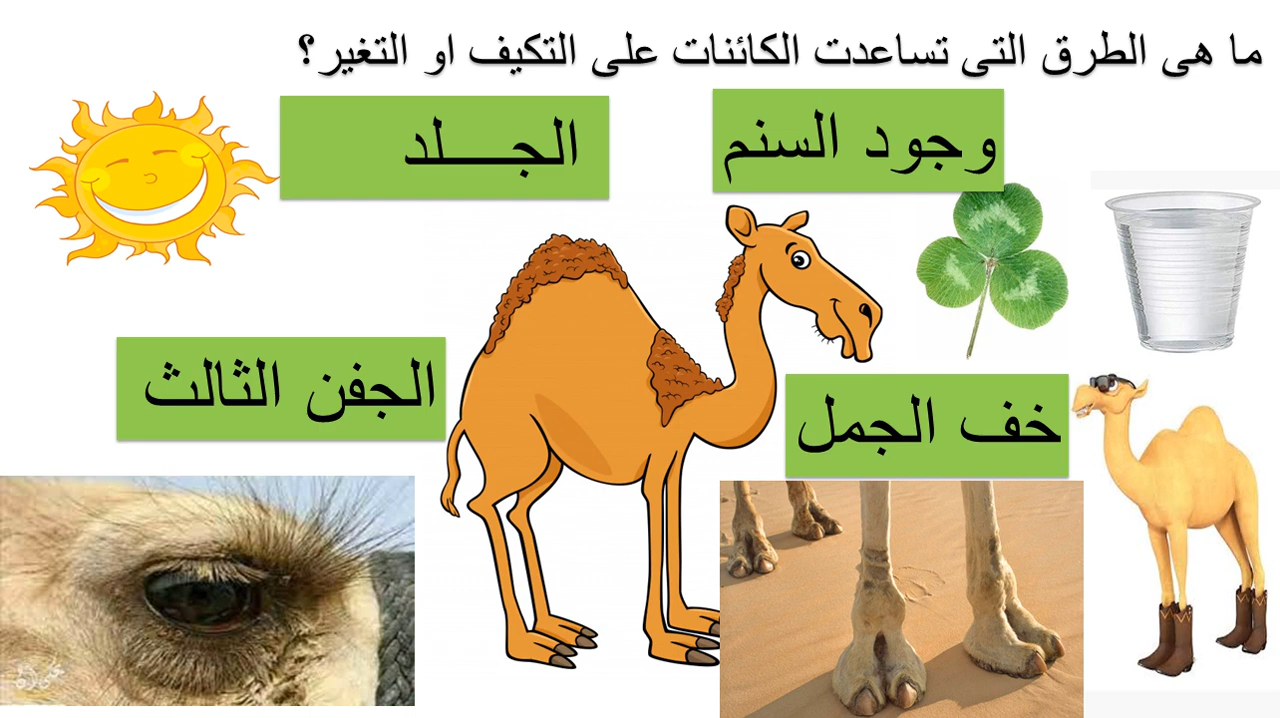 ما هى الطرق التى تساعدت الكائنات على التكيف او التغير؟
وجود السنم
الجـــلد
الجفن الثالث
خف الجمل